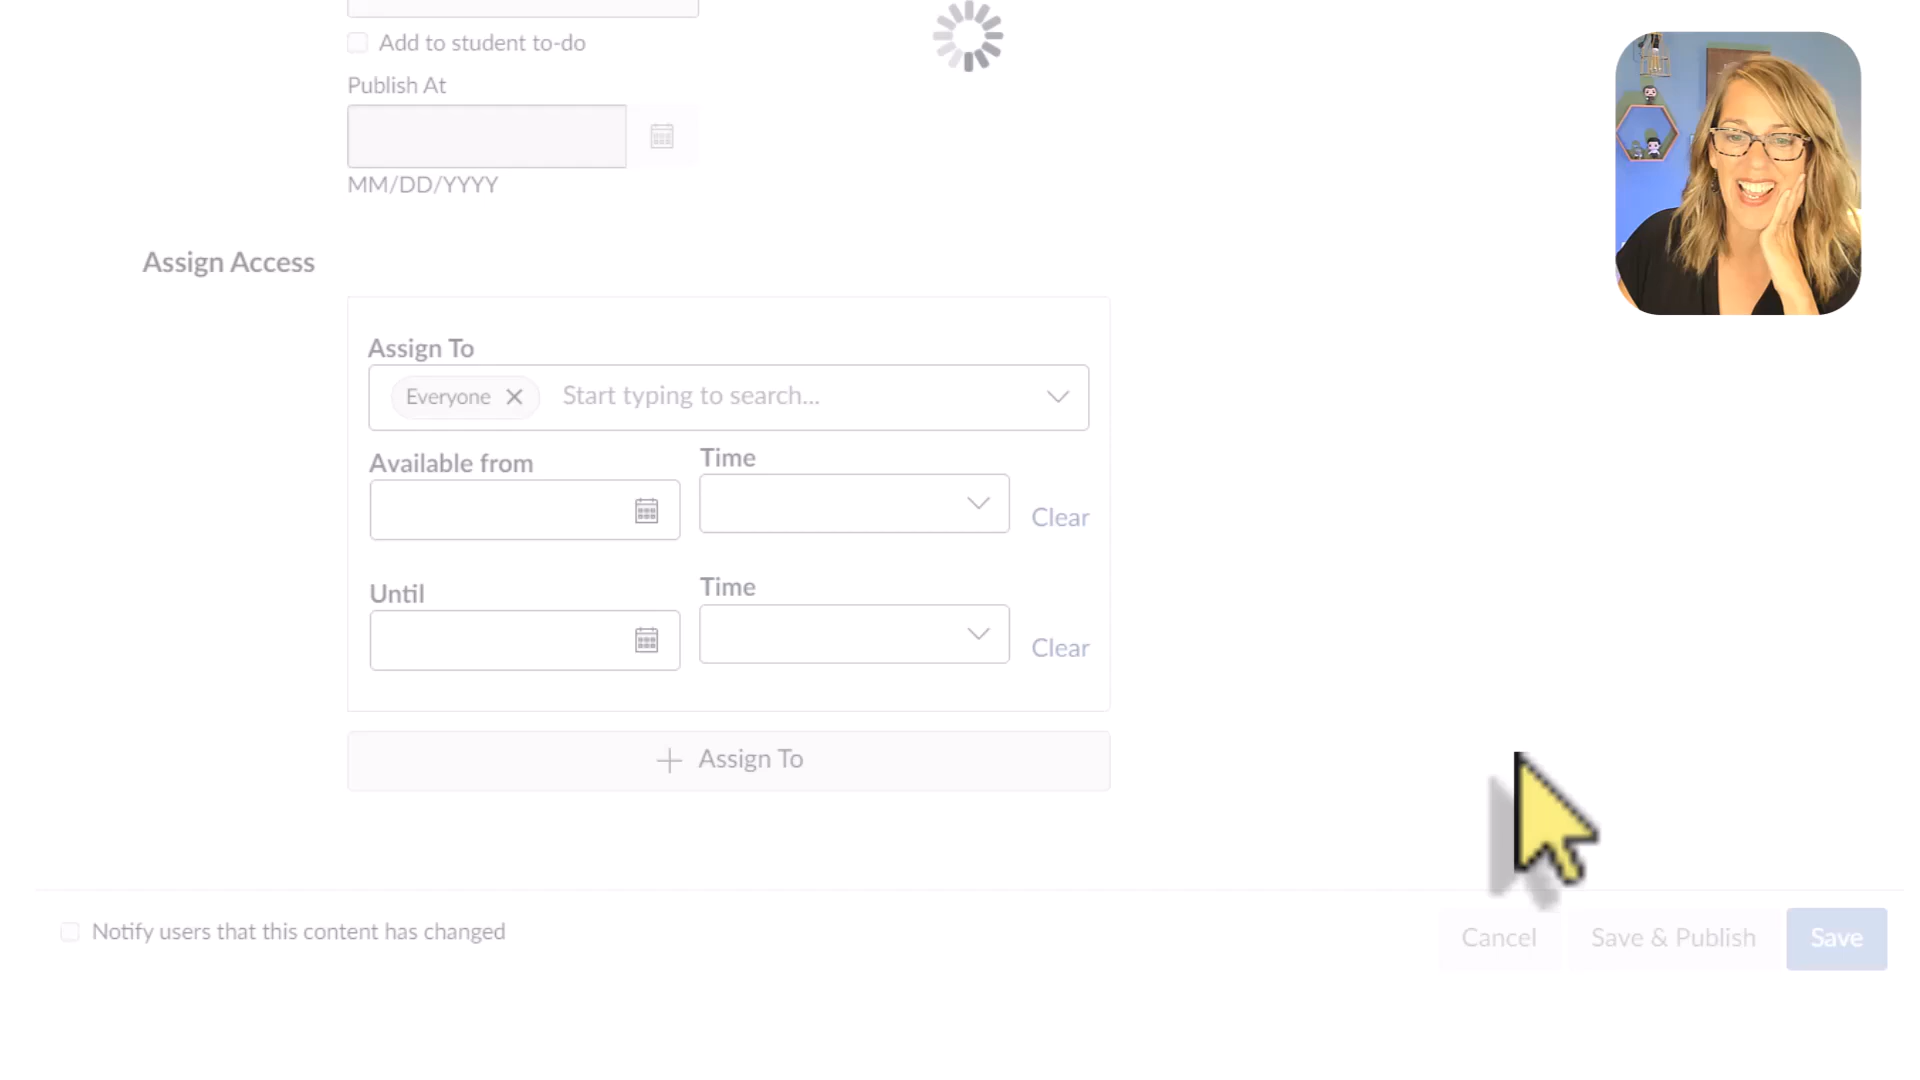 Add to student to-do
Publish At
MM/DD/YYYY
Assign Access
Assign To
Everyone Start typing to search...
Available from Time
Clear
Until Time
Clear
Assign To
Notify users that this content has changed
Cancel Save & Publish Save